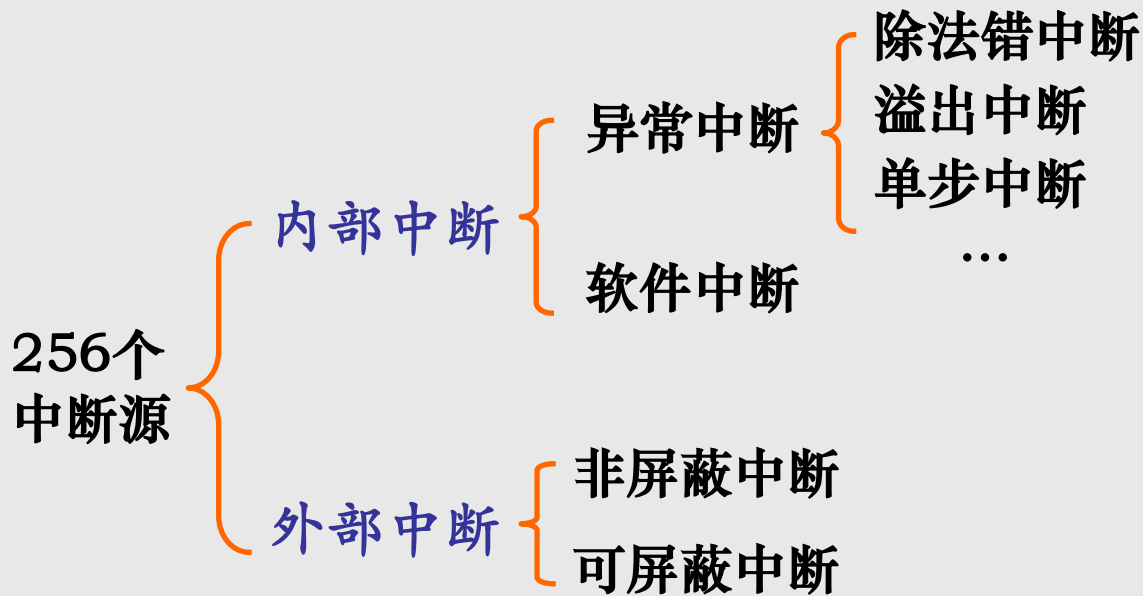 除法错中断
溢出中断
异常中断
单步中断
内部中断
…
软件中断
256个
中断源
非屏蔽中断
外部中断
可屏蔽中断